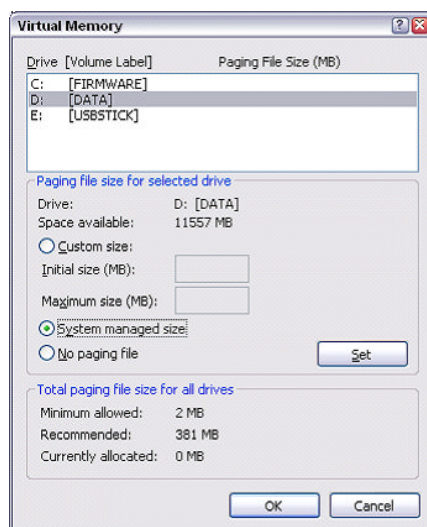 Virtual Memory
Drive [Volume Label] Paging File Size (MB)
C: [FIRMWARE]
D: [DATA]
E: [USBSTICK]
Paging file size for selected drive
Drive: D: [DATA]
Space available: 11557 MB
Custom size:
Initial size (MB):
Maximum size (MB):
System managed size
No paging file
Set
Total paging file size for all drives
Minimum allowed: 2 MB
Recommended: 381 MB
Currently allocated: 0 MB
OK Cancel